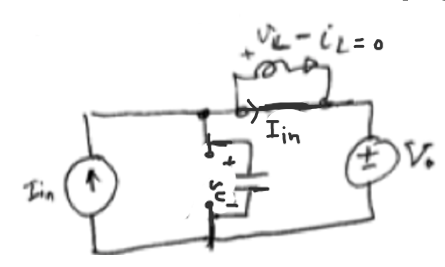 + V_L - i_L = 0
I_in
+
I_in
v_c
-
± V_o